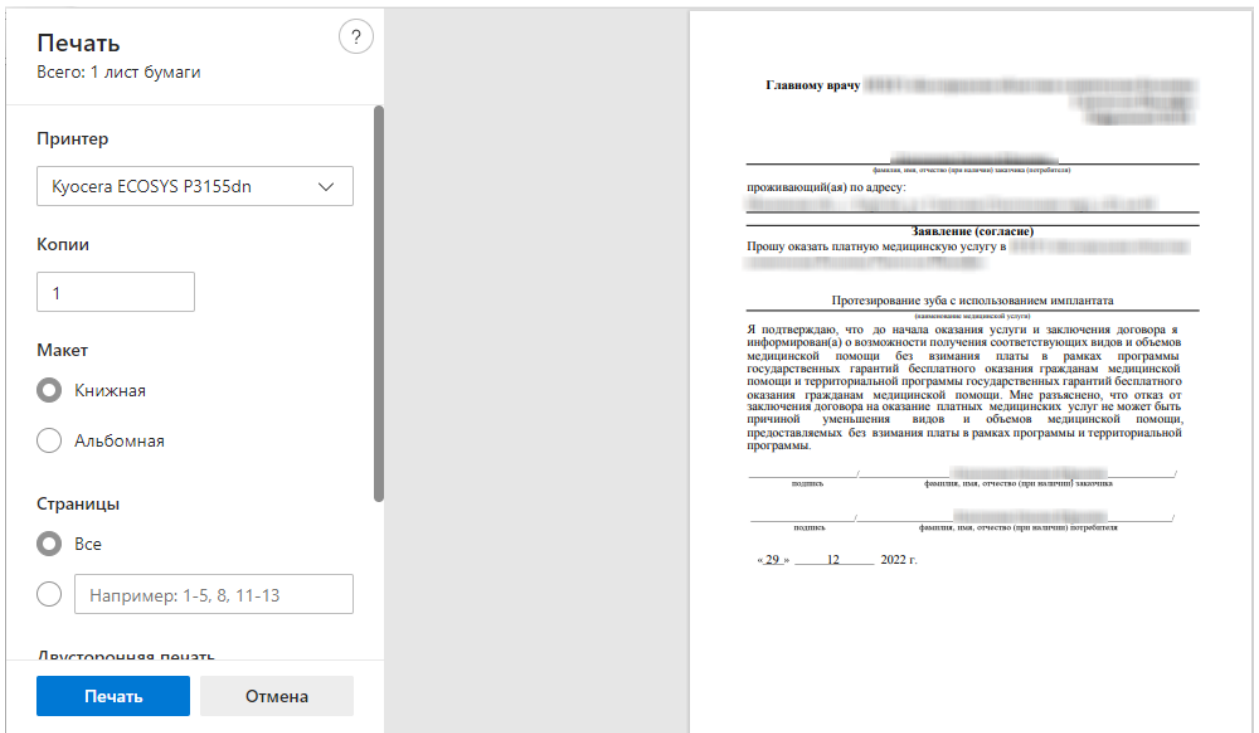 Печать
?
Всего: 1 лист бумаги
Принтер
Kyocera ECOSYS P3155dn
Копии
1
Макет
Книжная
Альбомная
Страницы
Все
Например: 1-5, 8, 11-13
Двусторонняя печать
Печать
Отмена
Главному врачу
фамилия, имя, отчество (при наличии) заказчика (потребителя)
проживающий(ая) по адресу:
Заявление (согласие)
Прошу оказать платную медицинскую услугу в
Протезирование зуба с использованием имплантата
(наименование медицинской услуги)
Я подтверждаю, что до начала оказания услуги и заключения договора я
информирован(а) о возможности получения соответствующих видов и объемов
медицинской помощи без взимания платы в рамках программы
государственных гарантий бесплатного оказания гражданам медицинской
помощи и территориальной программы государственных гарантий бесплатного
оказания гражданам медицинской помощи. Мне разъяснено, что отказ от
заключения договора на оказание платных медицинских услуг не может быть
причиной уменьшения видов и объемов медицинской помощи,
предоставляемых без взимания платы в рамках программы и территориальной
программы.
/ /
подпись фамилия, имя, отчество (при наличии) заказчика
/ /
подпись фамилия, имя, отчество (при наличии) потребителя
« 29 » 12 2022 г.